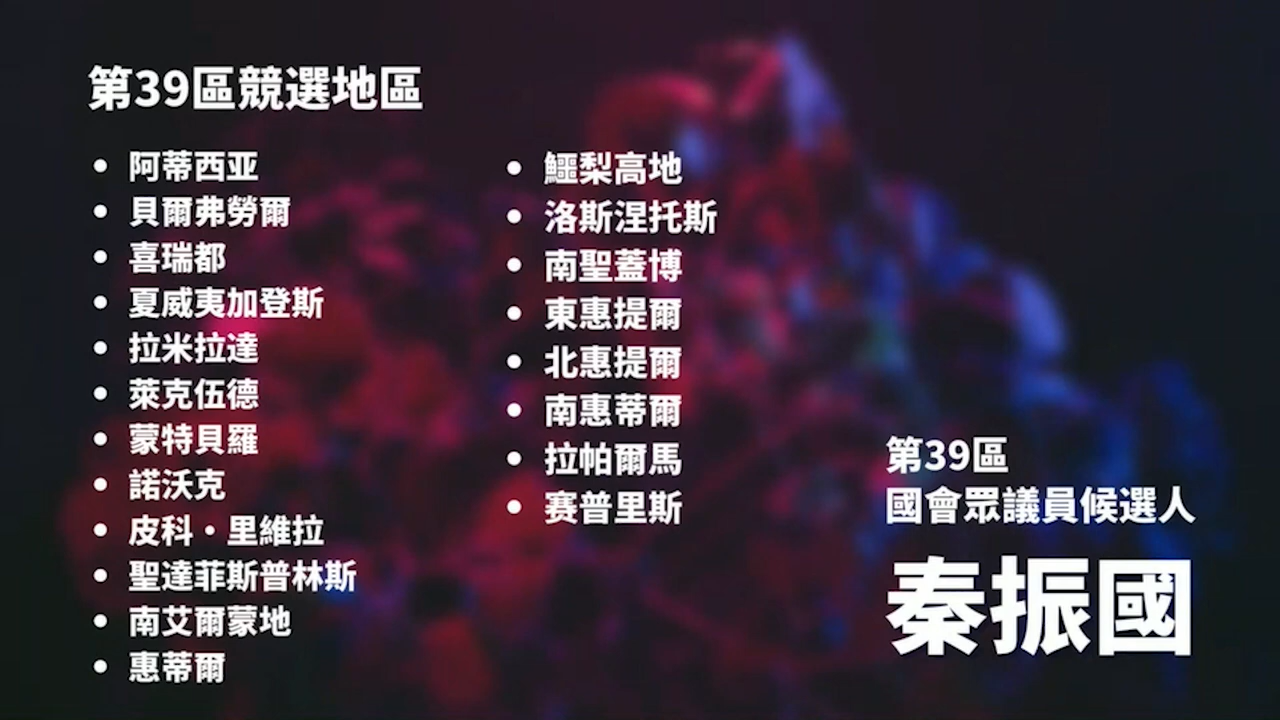 第39區競選地區
• 阿蒂西亚
• 貝爾弗勞爾
• 喜瑞都
• 夏威夷加登斯
• 拉米拉達
• 萊克伍德
• 蒙特貝羅
• 諾沃克
• 皮科・里維拉
• 聖達菲斯普林斯
• 南艾爾蒙地
• 惠蒂爾
• 鱷梨高地
• 洛斯涅托斯
• 南聖蓋博
• 東惠提爾
• 北惠提爾
• 南惠蒂爾
• 拉帕爾馬
• 赛普里斯
第39區
國會眾議員候選人
秦振國